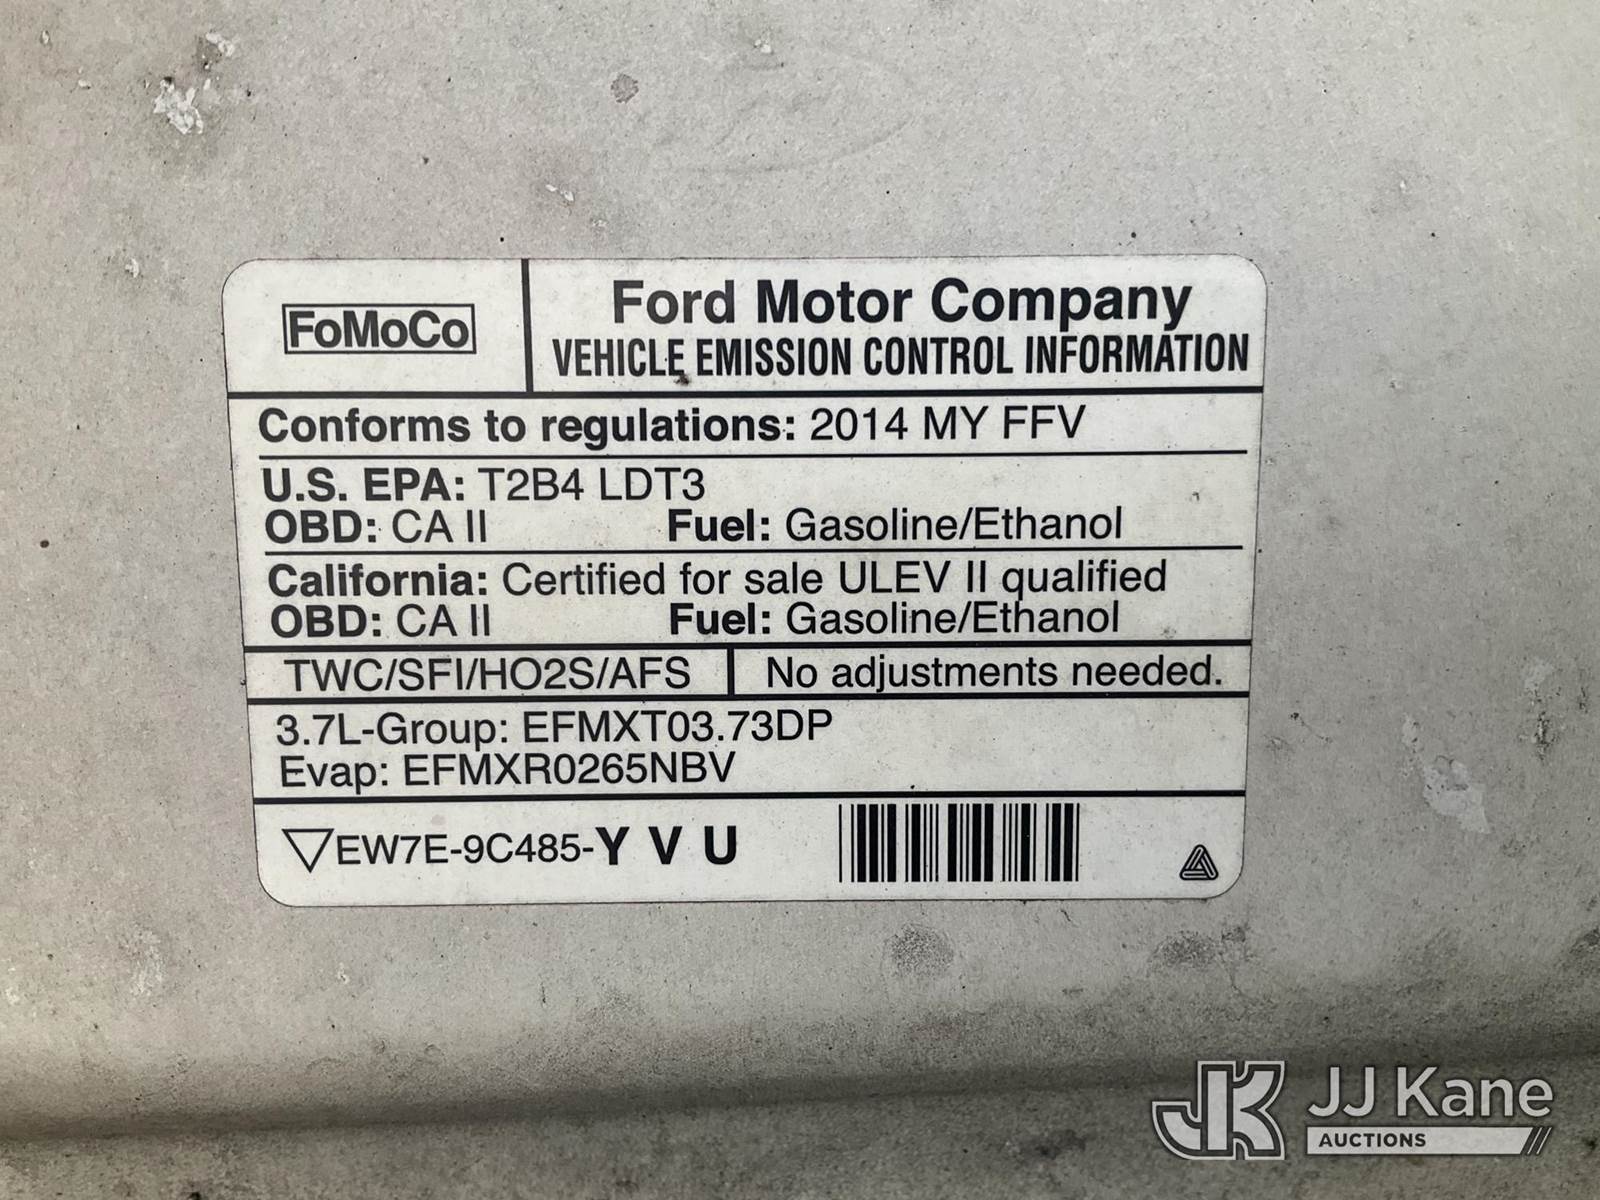 FoMoCo
Ford Motor Company
VEHICLE EMISSION CONTROL INFORMATION
Conforms to regulations: 2014 MY FFV
U.S. EPA: T2B4 LDT3
OBD: CA II Fuel: Gasoline/Ethanol
California: Certified for sale ULEV II qualified
OBD: CA II Fuel: Gasoline/Ethanol
TWC/SFI/HO2S/AFS No adjustments needed.
3.7L-Group: EFMXT03.73DP
Evap: EFMXR0265NBV
EW7E-9C485-Y V U
JK JJ Kane
AUCTIONS